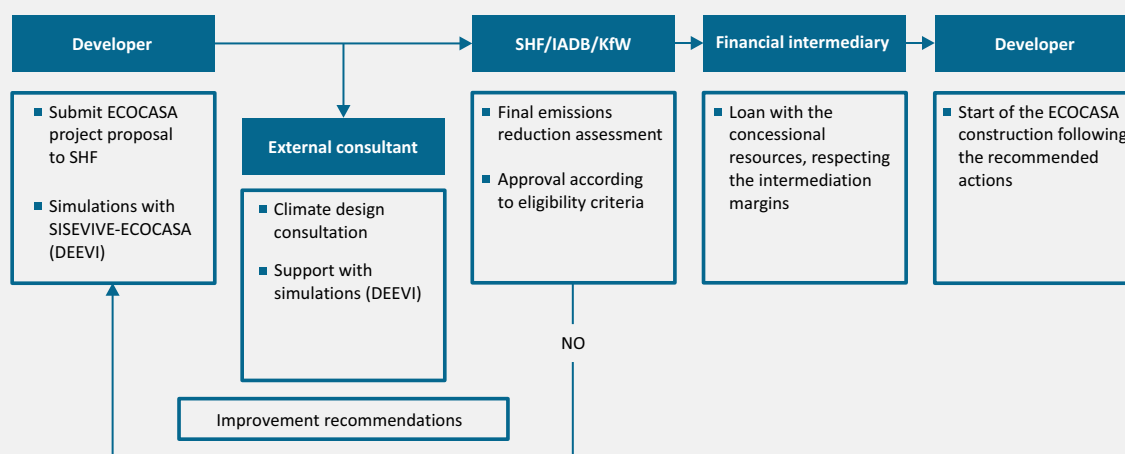 Developer
■ Submit ECOCASA
project proposal
to SHF
■ Simulations with
SISEVIVE-ECOCASA
(DEEVI)
External consultant
■ Climate design
consultation
■ Support with
simulations (DEEVI)
SHF/IADB/KfW
■ Final emissions
reduction assessment
■ Approval according
to eligibility criteria
Financial intermediary
■ Loan with the
concessional
resources, respecting
the intermediation
margins
Developer
■ Start of the ECOCASA
construction following
the recommended
actions
NO
Improvement recommendations